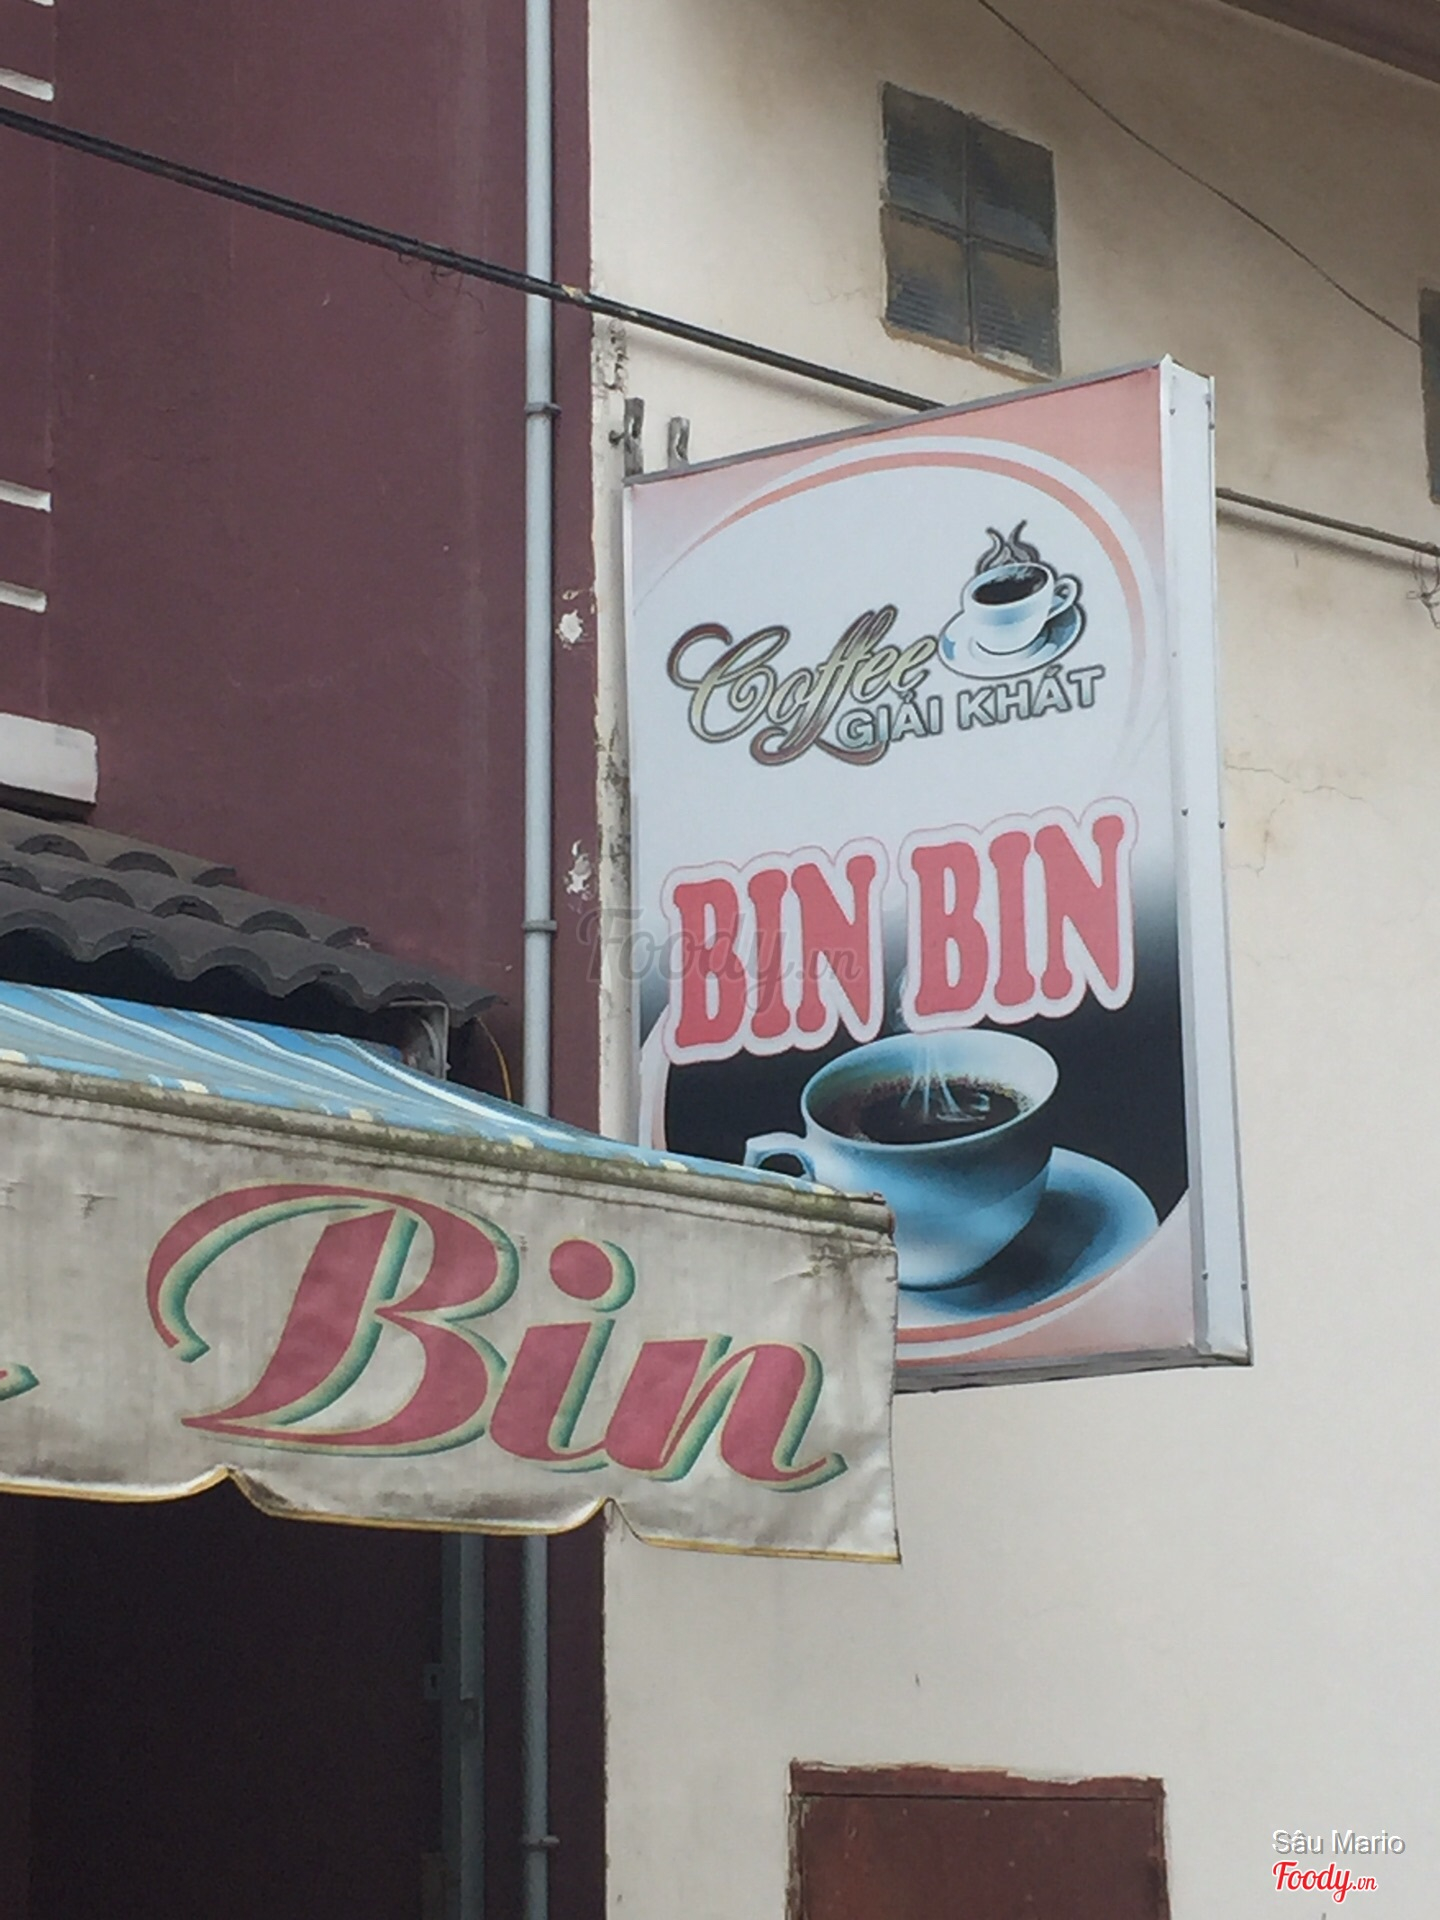 Coffee
GIẢI KHÁT
BIN BIN
Bin
Foody.vn
Sâu Mario
Foody.vn